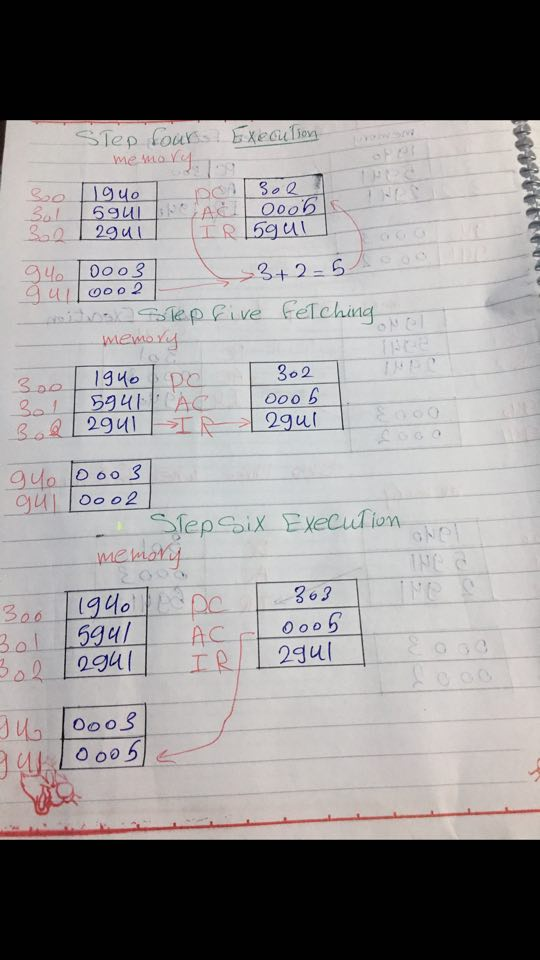 Step four Execution
memory
300 1940 PC 302
301 5941 AC 0005
302 2941 IR 5941
940 0003
941 0002 3+2=5
Step Five Fetching
memory
300 1940 PC 302
301 5941 AC 0005
302 2941 IR 2941
940 0003
941 0002
Step Six Execution
memory
300 1940 PC 303
301 5941 AC 0005
302 2941 IR 2941
940 0003
941 0005